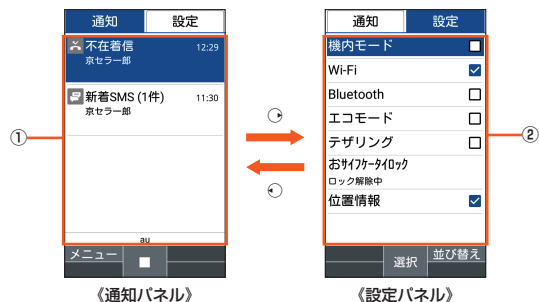 通知 設定
不在着信 12:29
京セラ一郎
新着SMS (1件) 11:30
京セラ一郎
au
メニュー
①
《通知パネル》
通知 設定
機内モード
Wi-Fi
Bluetooth
エコモード
テザリング
おサイフケータイロック
ロック解除中
位置情報
選択 並び替え
②
《設定パネル》